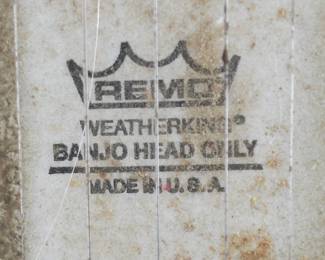 REMO
WEATHERKING®
BANJO HEAD ONLY
MADE IN U.S.A.